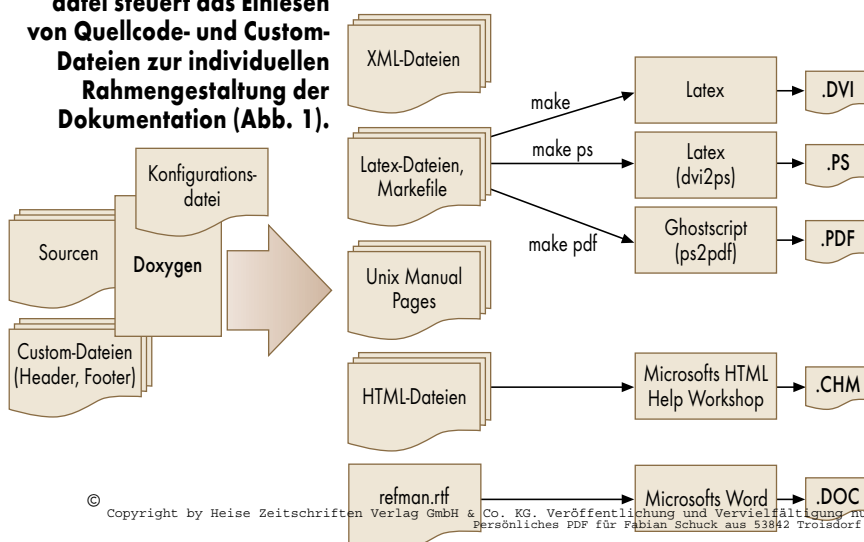 datei steuert das Einlesen
von Quellcode- und Custom-
Dateien zur individuellen
Rahmengestaltung der
Dokumentation (Abb. 1).
Konfigurations-
datei
Sourcen
Doxygen
Custom-Dateien
(Header, Footer)
XML-Dateien
Latex-Dateien,
Markefile
Unix Manual
Pages
HTML-Dateien
refman.rtf
make
make ps
make pdf
Latex
Latex
(dvi2ps)
Ghostscript
(ps2pdf)
Microsofts HTML
Help Workshop
Microsofts Word
.DVI
.PS
.PDF
.CHM
.DOC
©
Copyright by Heise Zeitschriften Verlag GmbH & Co. KG. Veröffentlichung und Vervielfältigung nu
Persönliches PDF für Fabian Schuck aus 53842 Troisdorf